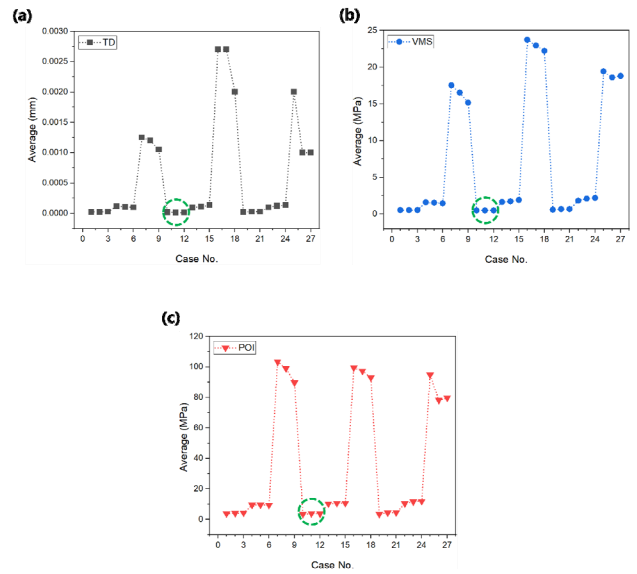 (a)
TD
0.0030
0.0025
0.0020
0.0015
0.0010
0.0005
0.0000
Average (mm)
0 3 6 9 12 15 18 21 24 27
Case No.
(b)
VMS
25
20
15
10
5
0
Average (MPa)
0 3 6 9 12 15 18 21 24 27
Case No.
(c)
POI
120
100
80
60
40
20
0
Average (MPa)
0 3 6 9 12 15 18 21 24 27
Case No.